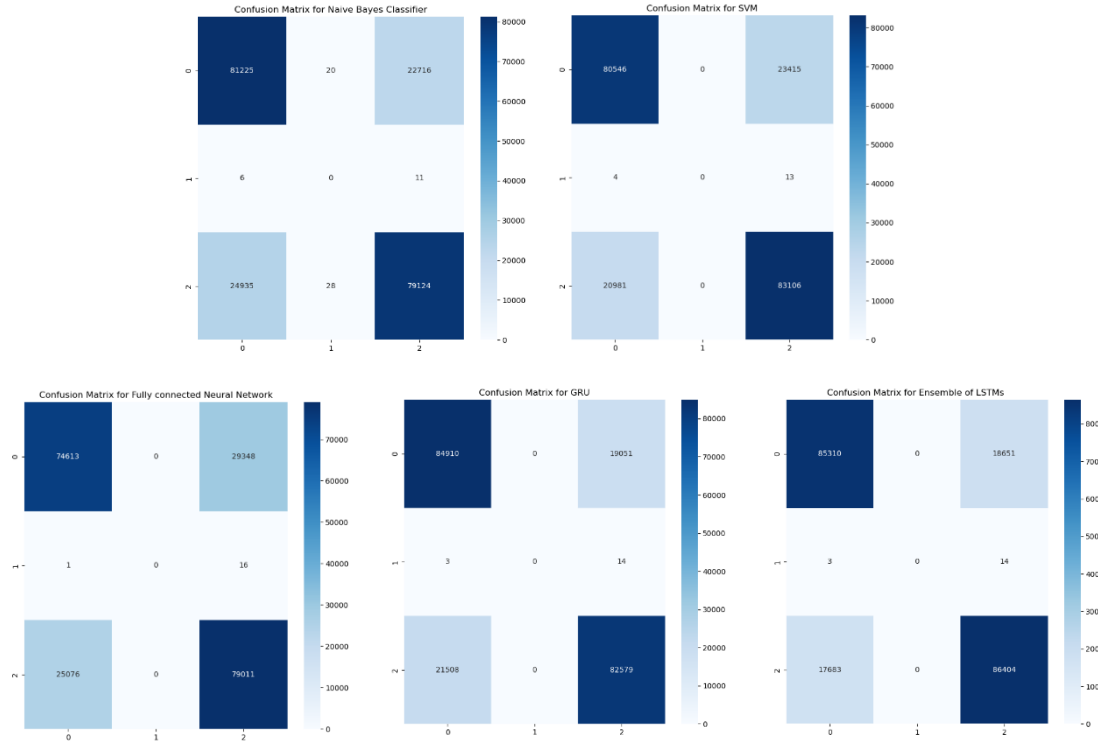 Confusion Matrix for Naive Bayes Classifier
0 81225 20 22716
1 6 0 11
2 24935 28 79124
0 1 2
80000
70000
60000
50000
40000
30000
20000
10000
0
Confusion Matrix for SVM
0 80546 0 23415
1 4 0 13
2 20981 0 83106
0 1 2
80000
70000
60000
50000
40000
30000
20000
10000
0
Confusion Matrix for Fully connected Neural Network
0 74613 0 29348
1 1 0 16
2 25076 0 79011
0 1 2
70000
60000
50000
40000
30000
20000
10000
0
Confusion Matrix for GRU
0 84910 0 19051
1 3 0 14
2 21508 0 82579
0 1 2
80000
70000
60000
50000
40000
30000
20000
10000
0
Confusion Matrix for Ensemble of LSTMs
0 85310 0 18651
1 3 0 14
2 17683 0 86404
0 1 2
0